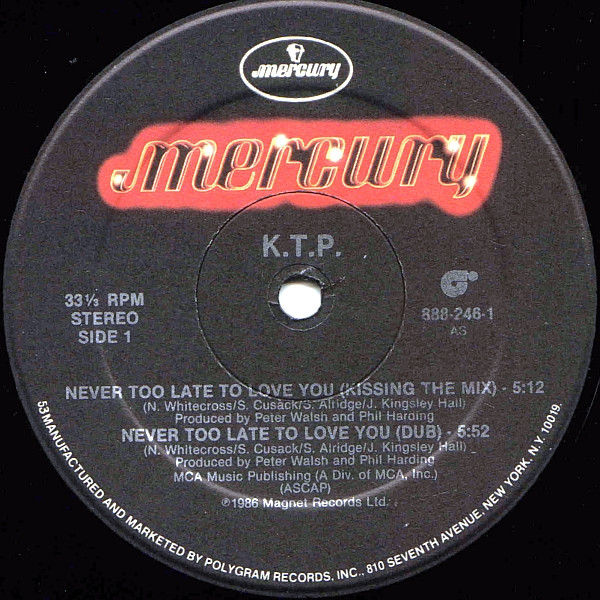 mercury
mercury
K.T.P.
33⅓ RPM
STEREO
SIDE 1
G
888-246-1
AS
NEVER TOO LATE TO LOVE YOU (KISSING THE MIX) - 5:12
(N. Whitecross/S. Cusack/S. Alridge/J. Kingsley Hall)
Produced by Peter Walsh and Phil Harding
NEVER TOO LATE TO LOVE YOU (DUB) - 5:52
(N. Whitecross/S. Cusack/S. Alridge/J. Kingsley Hall)
Produced by Peter Walsh and Phil Harding
MCA Music Publishing (A Div. of MCA, Inc.)
(ASCAP)
℗1986 Magnet Records Ltd.
53 MANUFACTURED AND MARKETED BY POLYGRAM RECORDS, INC., 810 SEVENTH AVENUE, NEW YORK, N.Y. 10019.